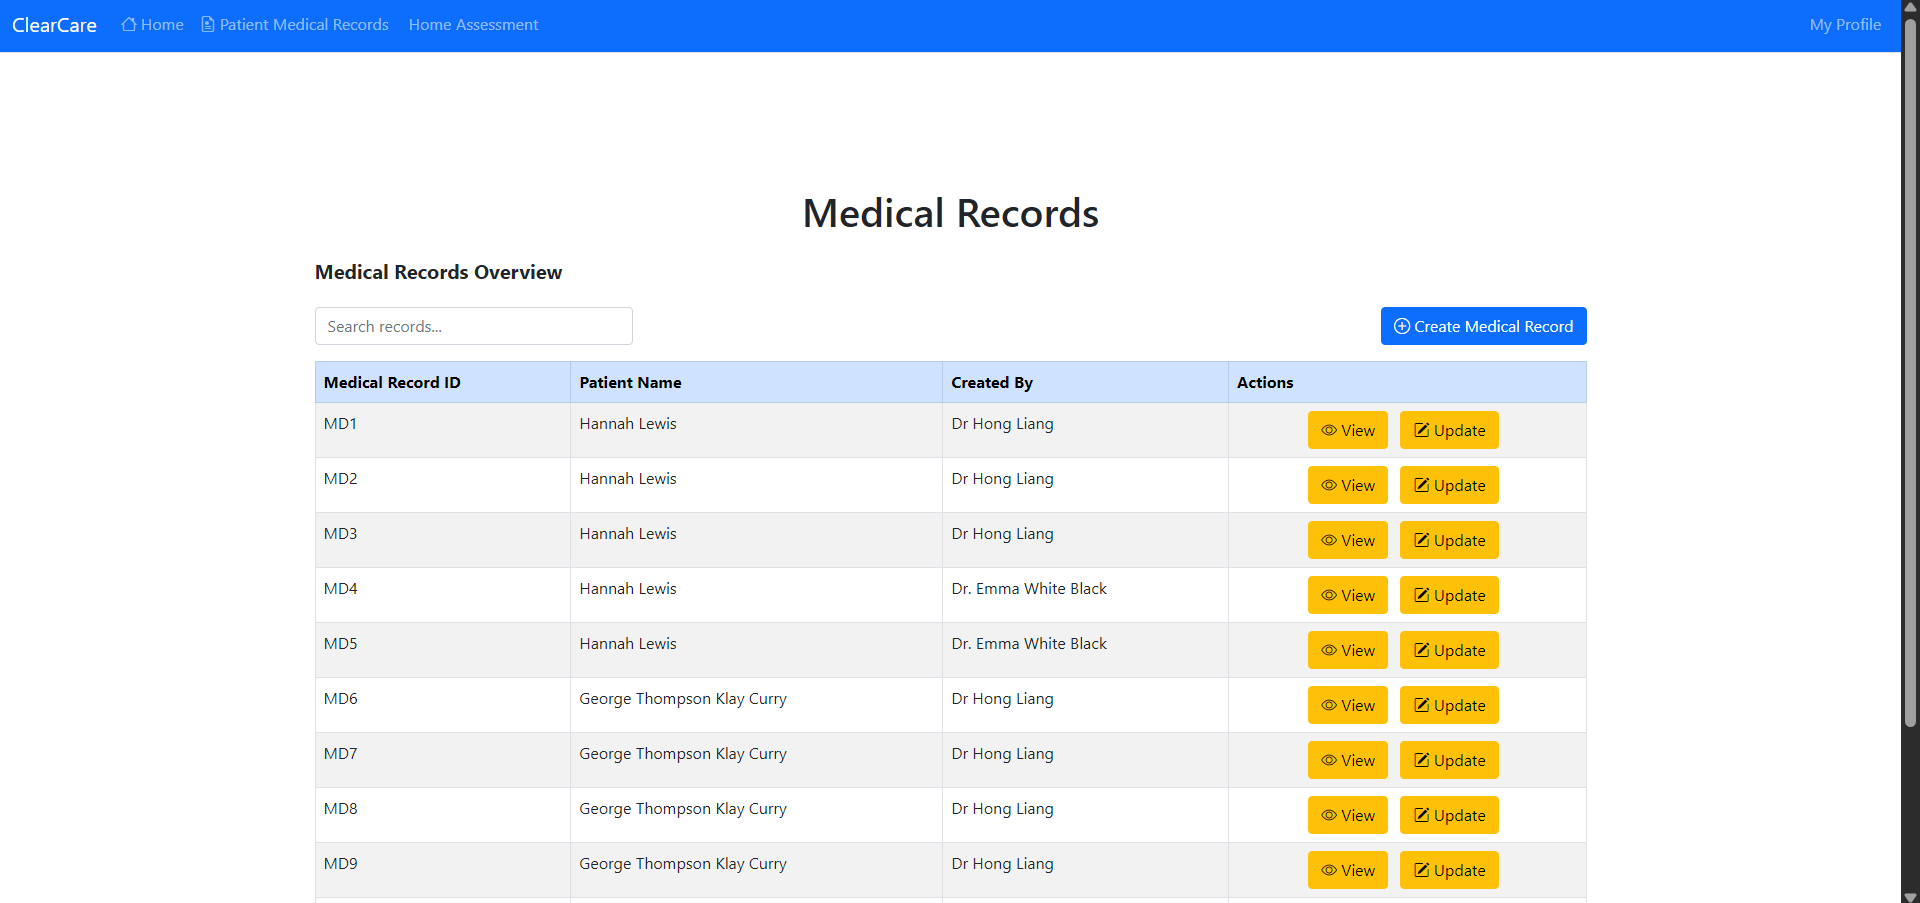 ClearCare Home Patient Medical Records Home Assessment My Profile
Medical Records
Medical Records Overview
Search records...
Create Medical Record
Medical Record ID Patient Name Created By Actions
MD1 Hannah Lewis Dr Hong Liang View Update
MD2 Hannah Lewis Dr Hong Liang View Update
MD3 Hannah Lewis Dr Hong Liang View Update
MD4 Hannah Lewis Dr. Emma White Black View Update
MD5 Hannah Lewis Dr. Emma White Black View Update
MD6 George Thompson Klay Curry Dr Hong Liang View Update
MD7 George Thompson Klay Curry Dr Hong Liang View Update
MD8 George Thompson Klay Curry Dr Hong Liang View Update
MD9 George Thompson Klay Curry Dr Hong Liang View Update